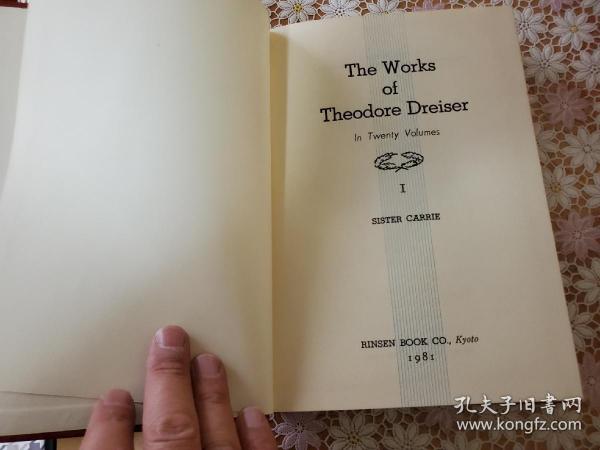 The Works
of
Theodore Dreiser
In Twenty Volumes
I
SISTER CARRIE
RINSEN BOOK CO., Kyoto
1981
孔夫子旧書网
www.kongfz.com